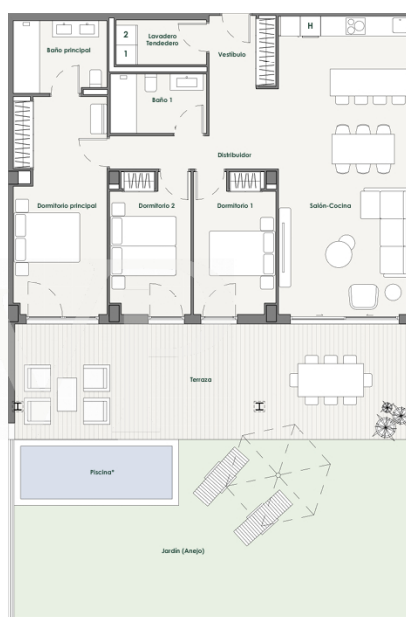 Baño principal
2
1
Lavadero
Tendedero
Vestíbulo
H
Baño 1
Distribuidor
Dormitorio principal
Dormitorio 2
Dormitorio 1
Salón-Cocina
Terraza
Piscina*
Jardín (Anejo)